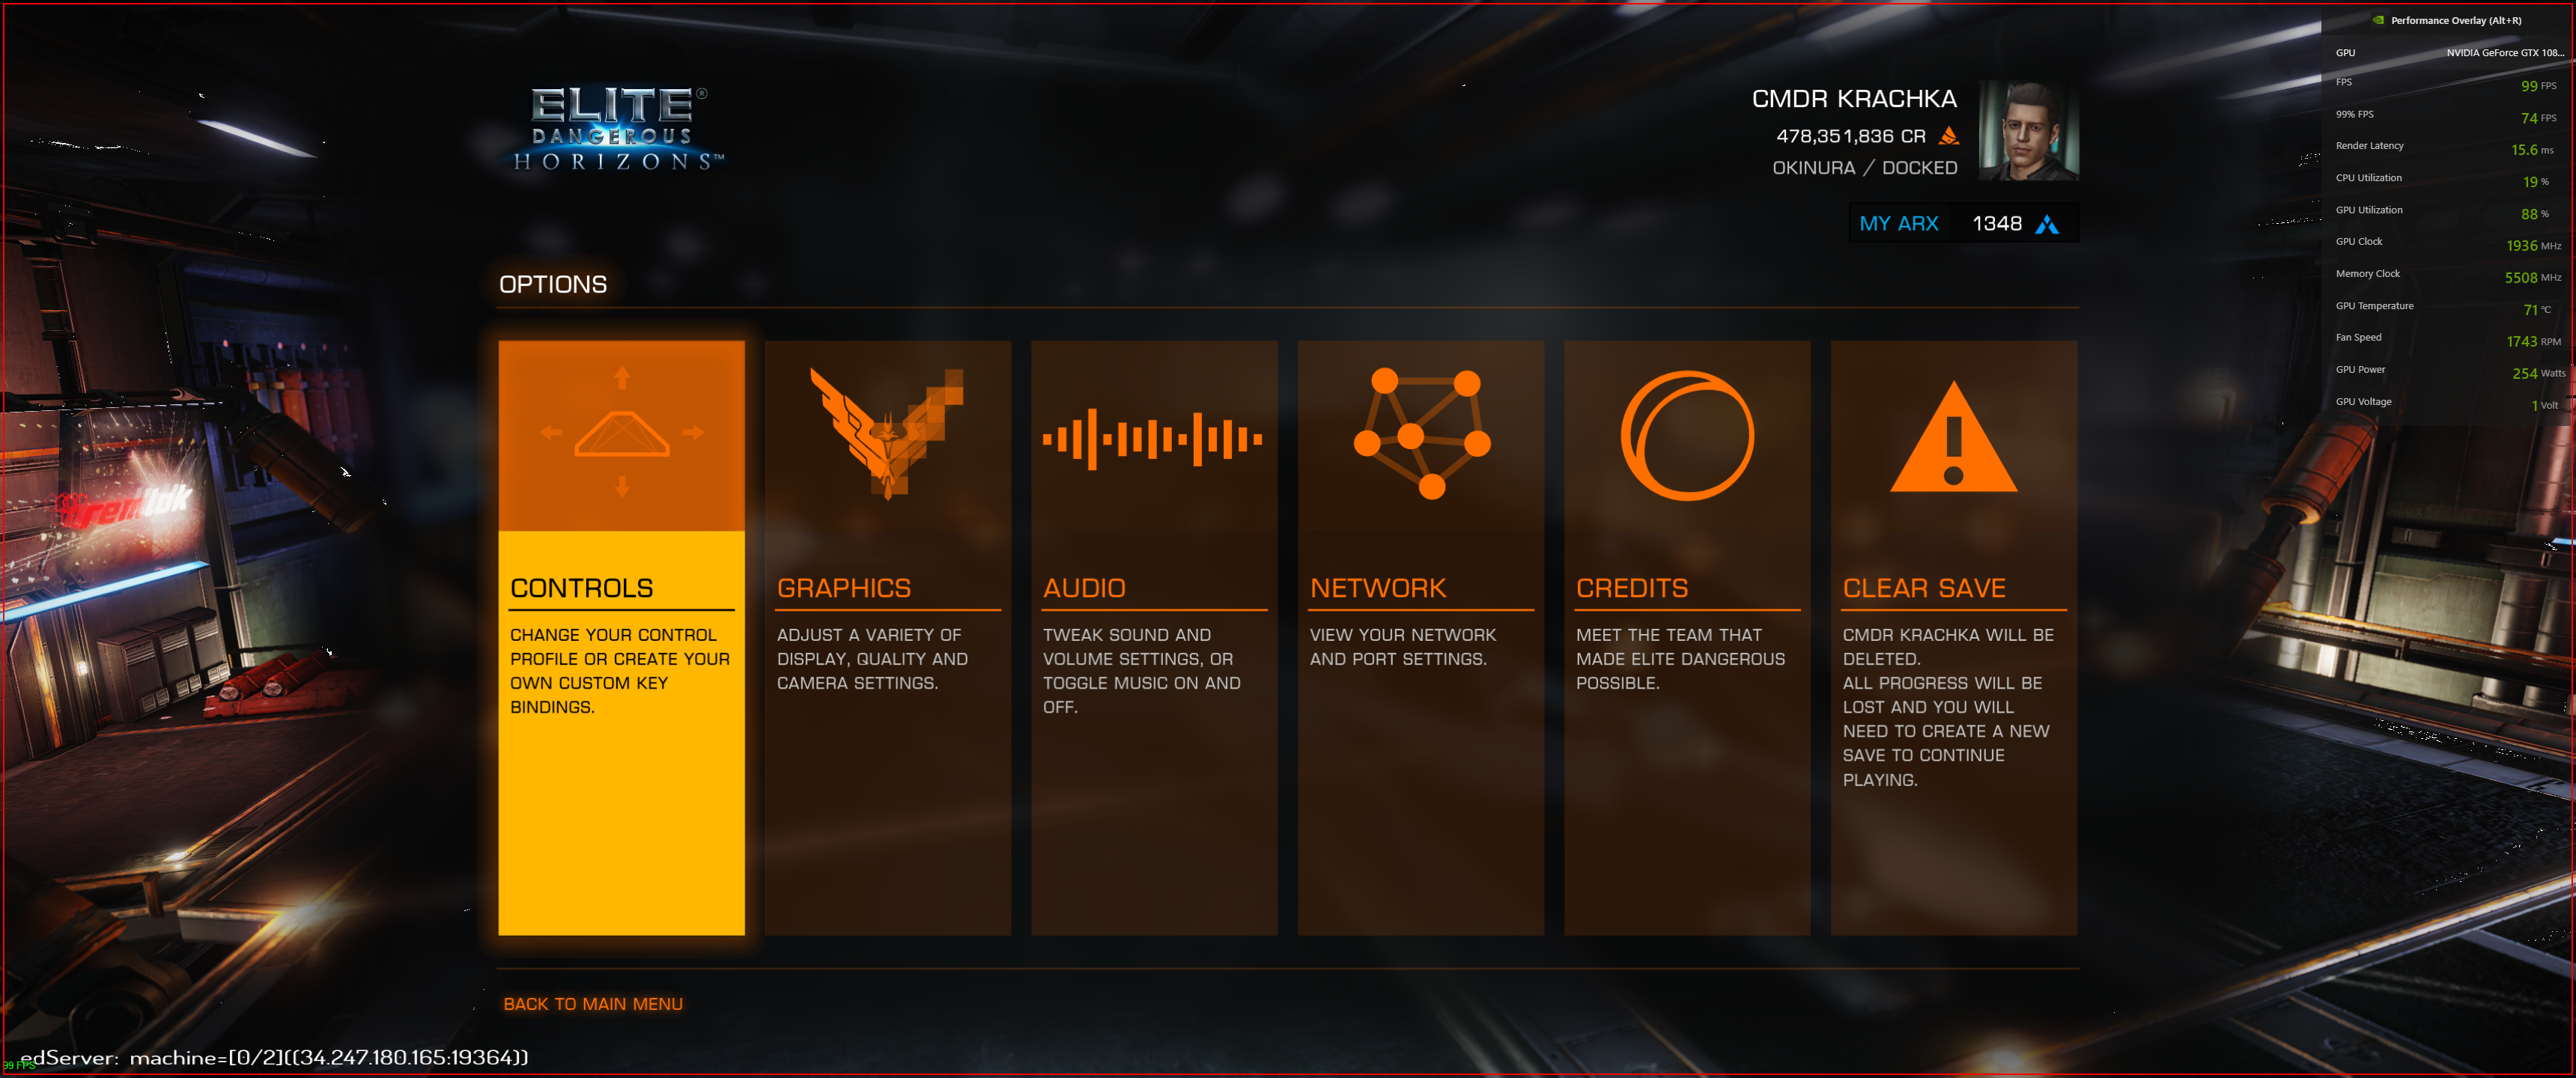 Performance Overlay (Alt+R)
GPU NVIDIA GeForce GTX 108...
FPS 99 FPS
99% FPS 74 FPS
Render Latency 15.6 ms
CPU Utilization 19 %
GPU Utilization 88 %
GPU Clock 1936 MHz
Memory Clock 5508 MHz
GPU Temperature 71 °C
Fan Speed 1743 RPM
GPU Power 254 Watts
GPU Voltage 1 Volt
ELITE®
DANGEROUS
HORIZONS™
CMDR KRACHKA
478,351,836 CR
OKINURA / DOCKED
MY ARX 1348
OPTIONS
CONTROLS
CHANGE YOUR CONTROL
PROFILE OR CREATE YOUR
OWN CUSTOM KEY
BINDINGS.
GRAPHICS
ADJUST A VARIETY OF
DISPLAY, QUALITY AND
CAMERA SETTINGS.
AUDIO
TWEAK SOUND AND
VOLUME SETTINGS, OR
TOGGLE MUSIC ON AND
OFF.
NETWORK
VIEW YOUR NETWORK
AND PORT SETTINGS.
CREDITS
MEET THE TEAM THAT
MADE ELITE DANGEROUS
POSSIBLE.
CLEAR SAVE
CMDR KRACHKA WILL BE
DELETED.
ALL PROGRESS WILL BE
LOST AND YOU WILL
NEED TO CREATE A NEW
SAVE TO CONTINUE
PLAYING.
BACK TO MAIN MENU
edServer: machine=[0/2]((34.247.180.165:19364))
99 FPS